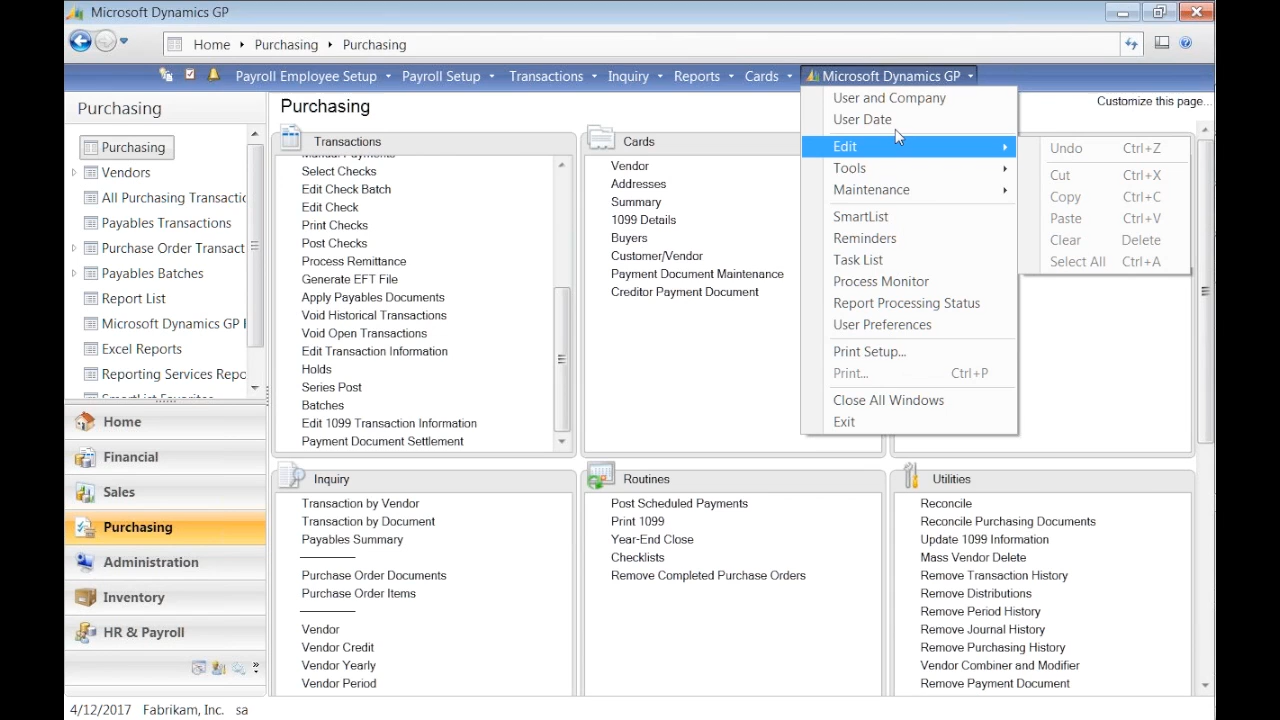 Microsoft Dynamics GP
Home
Purchasing
Purchasing
Payroll Employee Setup
Payroll Setup
Transactions
Inquiry
Reports
Cards
Microsoft Dynamics GP
Purchasing
Purchasing
Vendors
All Purchasing Transactic
Payables Transactions
Purchase Order Transact
Payables Batches
Report List
Microsoft Dynamics GP
Excel Reports
Reporting Services Repo
Home
Financial
Sales
Purchasing
Administration
Inventory
HR & Payroll
Purchasing
Customize this page...
Transactions
Select Checks
Edit Check Batch
Edit Check
Print Checks
Post Checks
Process Remittance
Generate EFT File
Apply Payables Documents
Void Historical Transactions
Void Open Transactions
Edit Transaction Information
Holds
Series Post
Batches
Edit 1099 Transaction Information
Payment Document Settlement
Cards
Vendor
Addresses
Summary
1099 Details
Buyers
Customer/Vendor
Payment Document Maintenance
Creditor Payment Document
User and Company
User Date
Edit
Tools
Maintenance
SmartList
Reminders
Task List
Process Monitor
Report Processing Status
User Preferences
Print Setup...
Print... Ctrl+P
Close All Windows
Exit
Undo Ctrl+Z
Cut Ctrl+X
Copy Ctrl+C
Paste Ctrl+V
Clear Delete
Select All Ctrl+A
Inquiry
Transaction by Vendor
Transaction by Document
Payables Summary
Purchase Order Documents
Purchase Order Items
Vendor
Vendor Credit
Vendor Yearly
Vendor Period
Routines
Post Scheduled Payments
Print 1099
Year-End Close
Checklists
Remove Completed Purchase Orders
Utilities
Reconcile
Reconcile Purchasing Documents
Update 1099 Information
Mass Vendor Delete
Remove Transaction History
Remove Distributions
Remove Period History
Remove Journal History
Remove Purchasing History
Vendor Combiner and Modifier
Remove Payment Document
4/12/2017 Fabrikam, Inc. sa